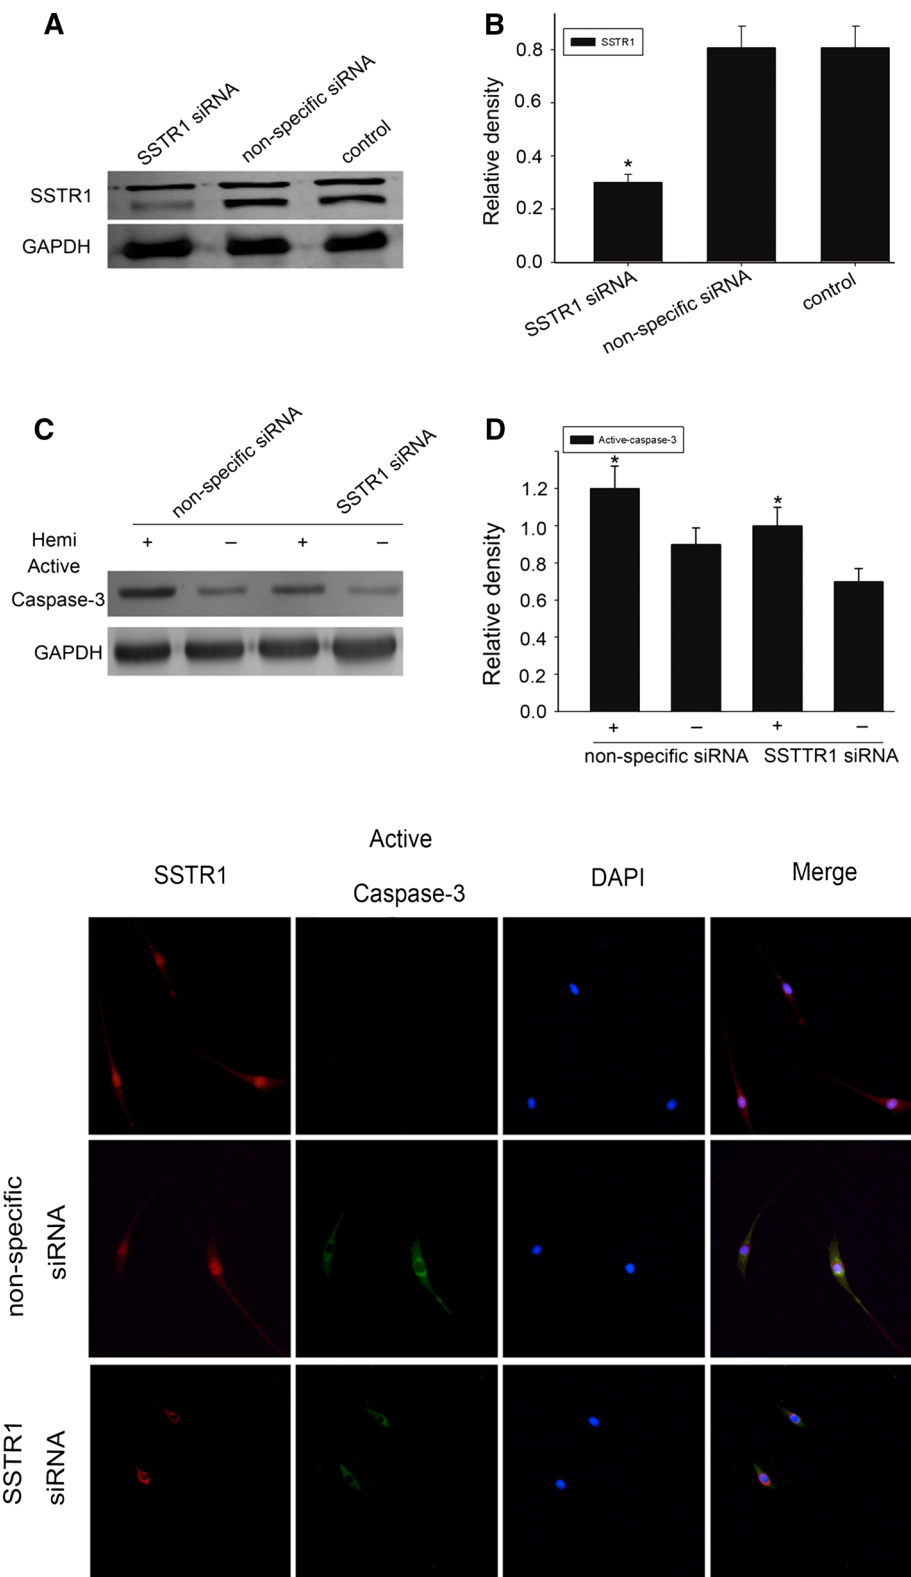 A
SSTR1 siRNA
non-specific siRNA
control
SSTR1
GAPDH
B
SSTR1
Relative density
0.8
0.6
0.4
0.2
0.0
*
SSTR1 siRNA
non-specific siRNA
control
C
non-specific siRNA
SSTR1 siRNA
Hemi + – + –
Active
Caspase-3
GAPDH
D
Active-caspase-3
Relative density
1.2
1.0
0.8
0.6
0.4
0.2
0.0
*
*
+ – + –
non-specific siRNA SSTTR1 siRNA
SSTR1
Active
Caspase-3
DAPI
Merge
non-specific
siRNA
SSTR1
siRNA